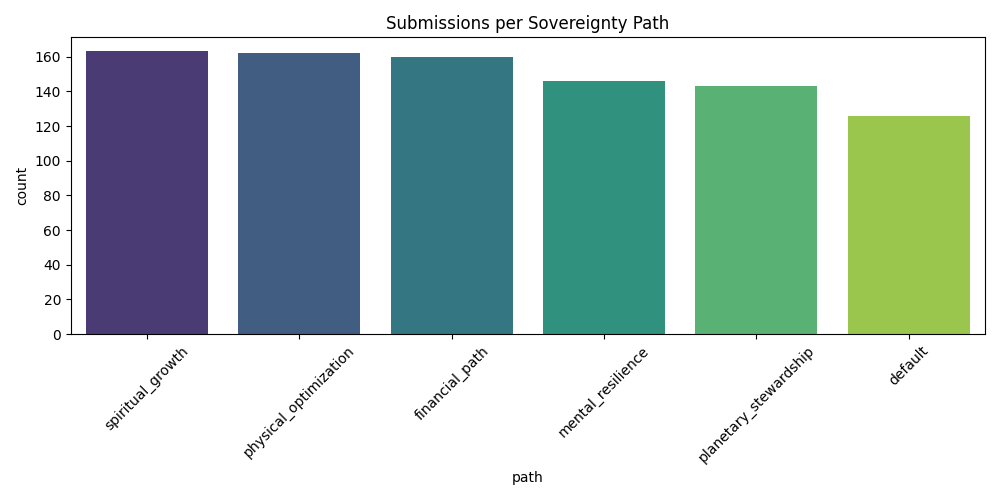 Submissions per Sovereignty Path
count
160
140
120
100
80
60
40
20
0
spiritual_growth
physical_optimization
financial_path
mental_resilience
planetary_stewardship
default
path